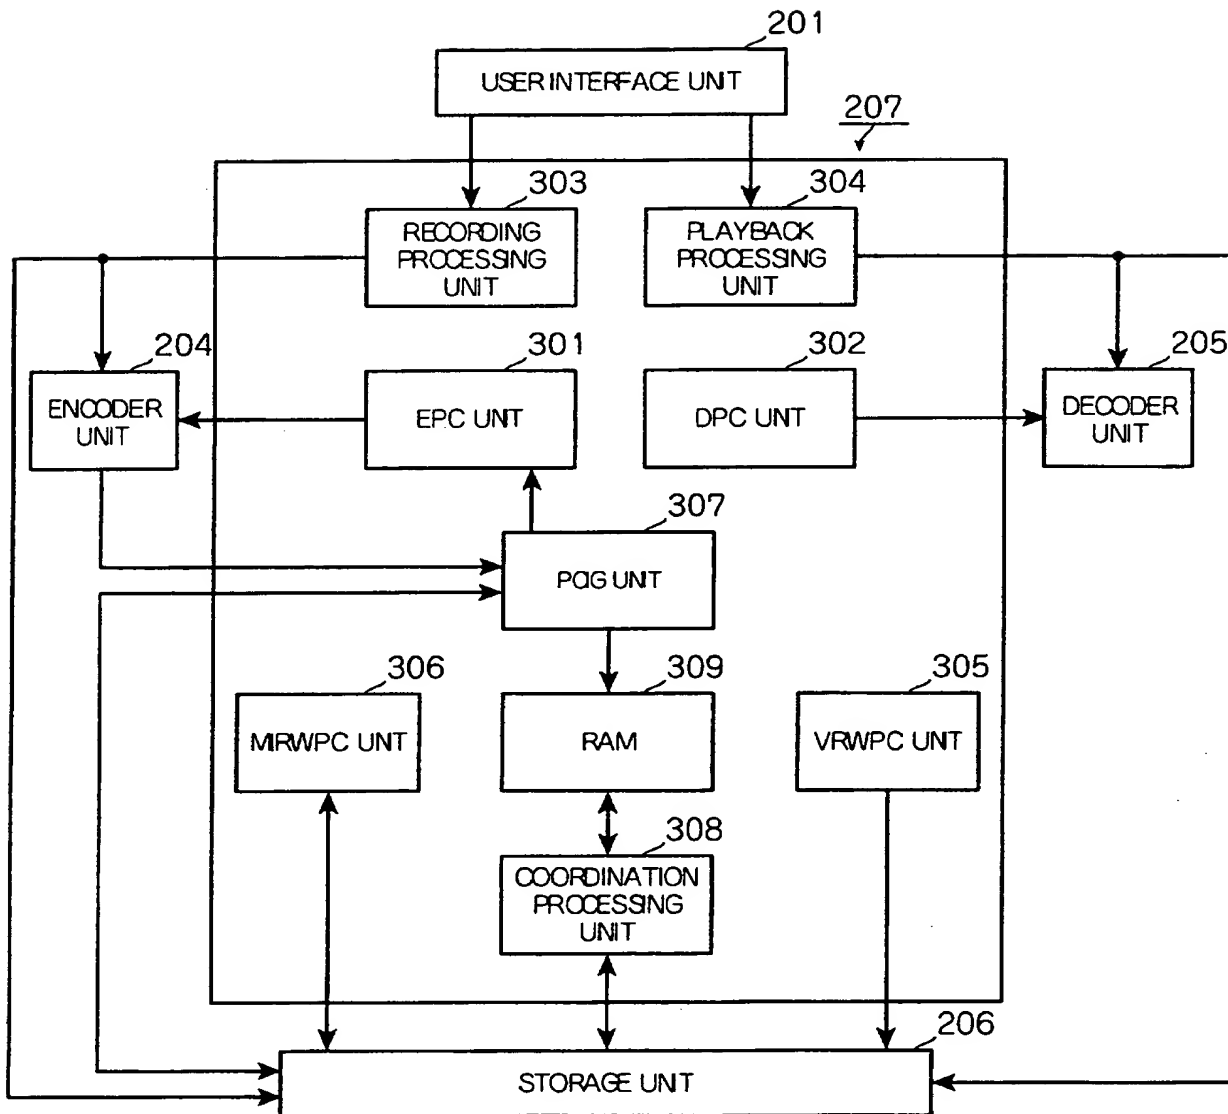 201
USER INTERFACE UNIT
207
303
304
RECORDING
PROCESSING
UNIT
PLAYBACK
PROCESSING
UNIT
204
301
302
205
ENCODER
UNIT
EPC UNIT
DPC UNIT
DECODER
UNIT
307
PCIG UNIT
306
309
305
MIRWPC UNIT
RAM
VRWPC UNIT
308
COORDINATION
PROCESSING
UNIT
206
STORAGE UNIT